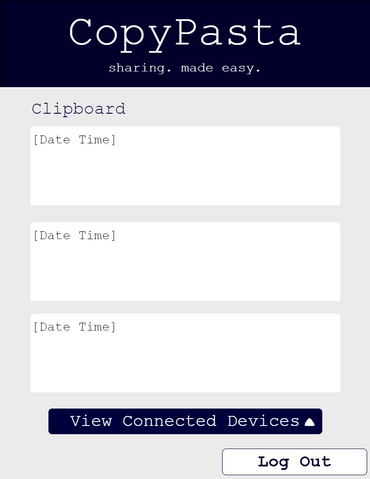 CopyPasta
sharing. made easy.
Clipboard
[Date Time]
[Date Time]
[Date Time]
View Connected Devices
Log Out